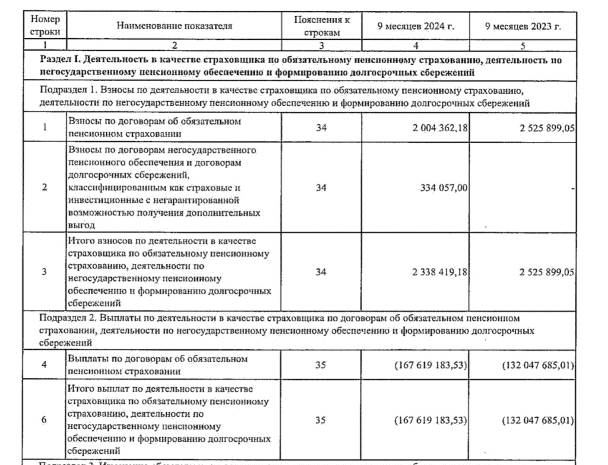 Номер строки Наименование показателя Пояснения к строкам 9 месяцев 2024 г. 9 месяцев 2023 г.
1 2 3 4 5
Раздел I. Деятельность в качестве страховщика по обязательному пенсионному страхованию, деятельность по
негосударственному пенсионному обеспечению и формированию долгосрочных сбережений
Подраздел 1. Взносы по деятельности в качестве страховщика по обязательному пенсионному страхованию,
деятельности по негосударственному пенсионному обеспечению и формированию долгосрочных сбережений
1 Взносы по договорам об обязательном 34 2 004 362,18 2 525 899,05
пенсионном страховании
Взносы по договорам негосударственного
пенсионного обеспечения и договорам
долгосрочных сбережений,
2 классифицированным как страховые и 34 334 057,00 -
инвестиционные с негарантированной
возможностью получения дополнительных
выгод
Итого взносов по деятельности в качестве
страховщика по обязательному пенсионному
3 страхованию, деятельности по 34 2 338 419,18 2 525 899,05
негосударственному пенсионному
обеспечению и формированию долгосрочных
сбережений
Подраздел 2. Выплаты по деятельности в качестве страховщика по договорам об обязательном пенсионном
страховании, деятельности по негосударственному пенсионному обеспечению и формированию долгосрочных
сбережений
4 Выплаты по договорам об обязательном 35 (167 619 183,53) (132 047 685,01)
пенсионном страховании
Итого выплат по деятельности в качестве
страховщика по обязательному пенсионному
6 страхованию, деятельности по 35 (167 619 183,53) (132 047 685,01)
негосударственному пенсионному
обеспечению и формированию долгосрочных
сбережений